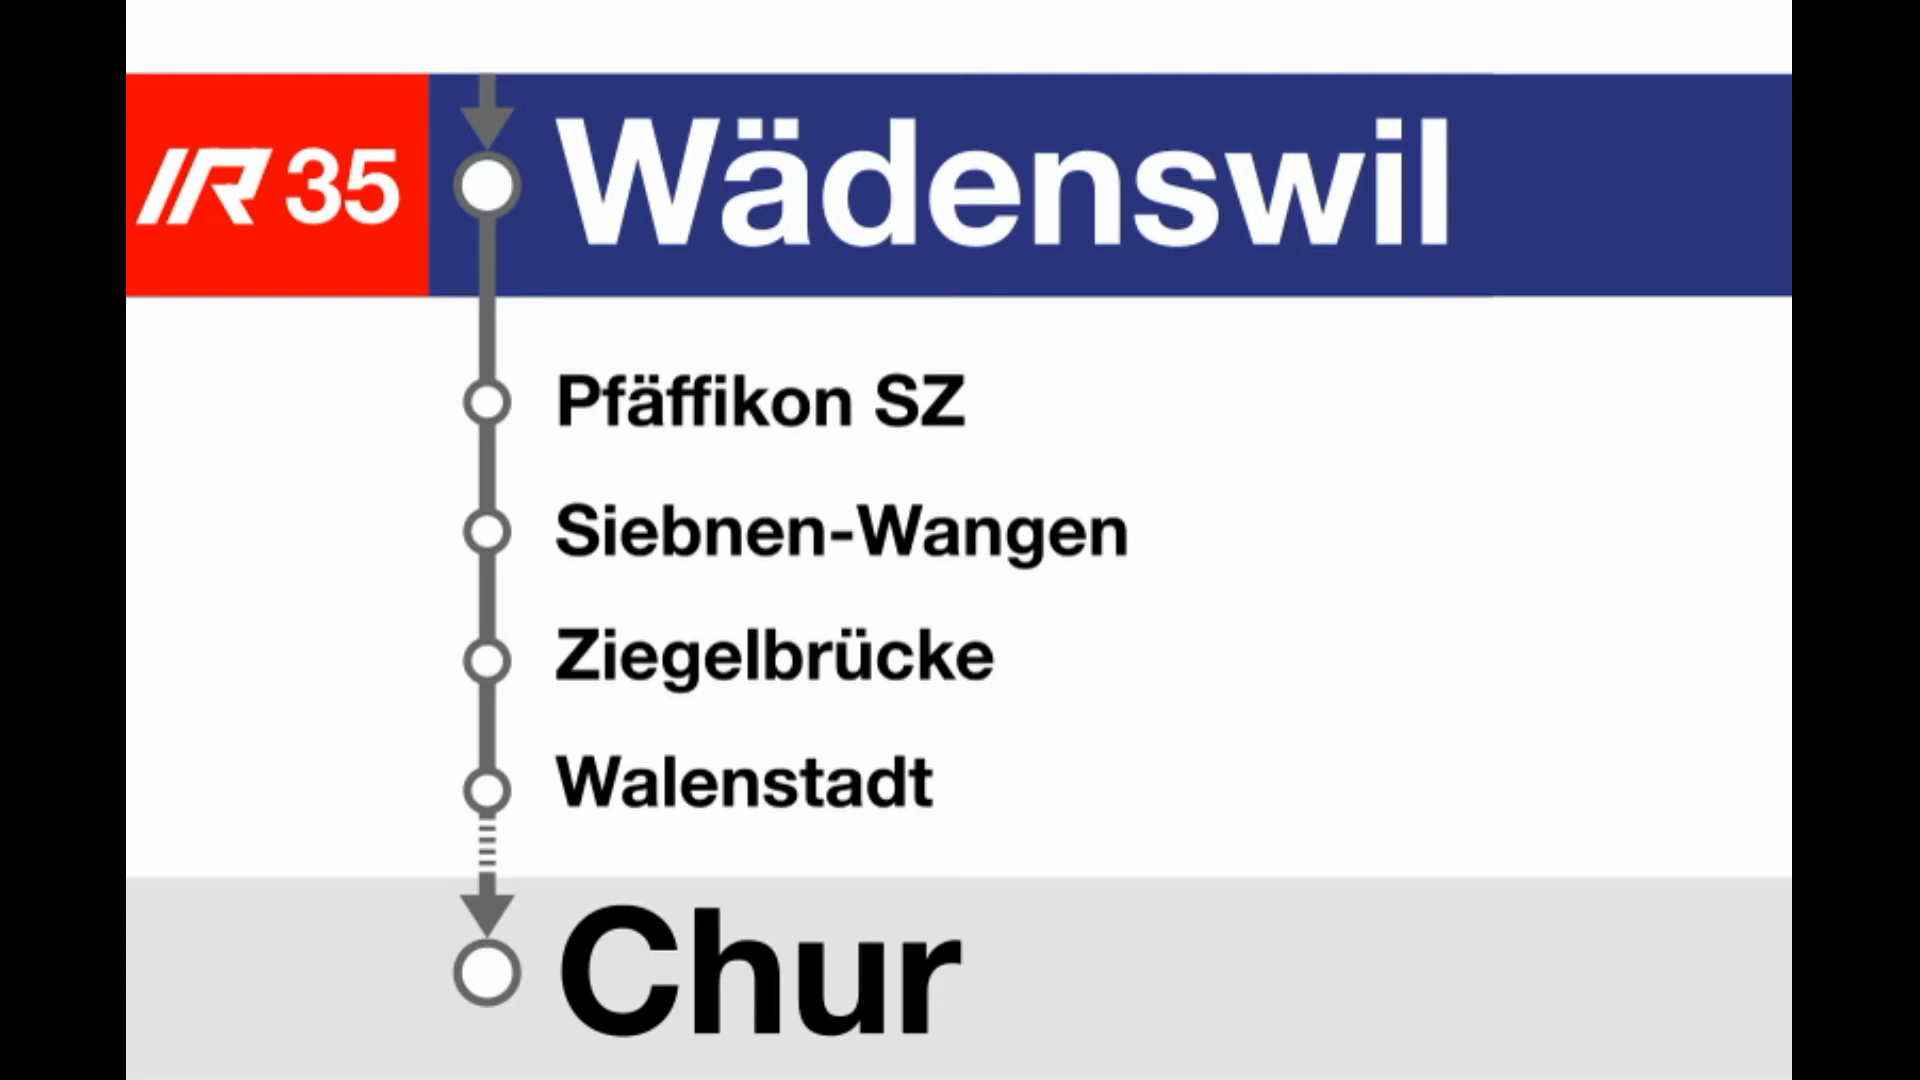 IR 35
Wädenswil
Pfäffikon SZ
Siebnen-Wangen
Ziegelbrücke
Walenstadt
Chur